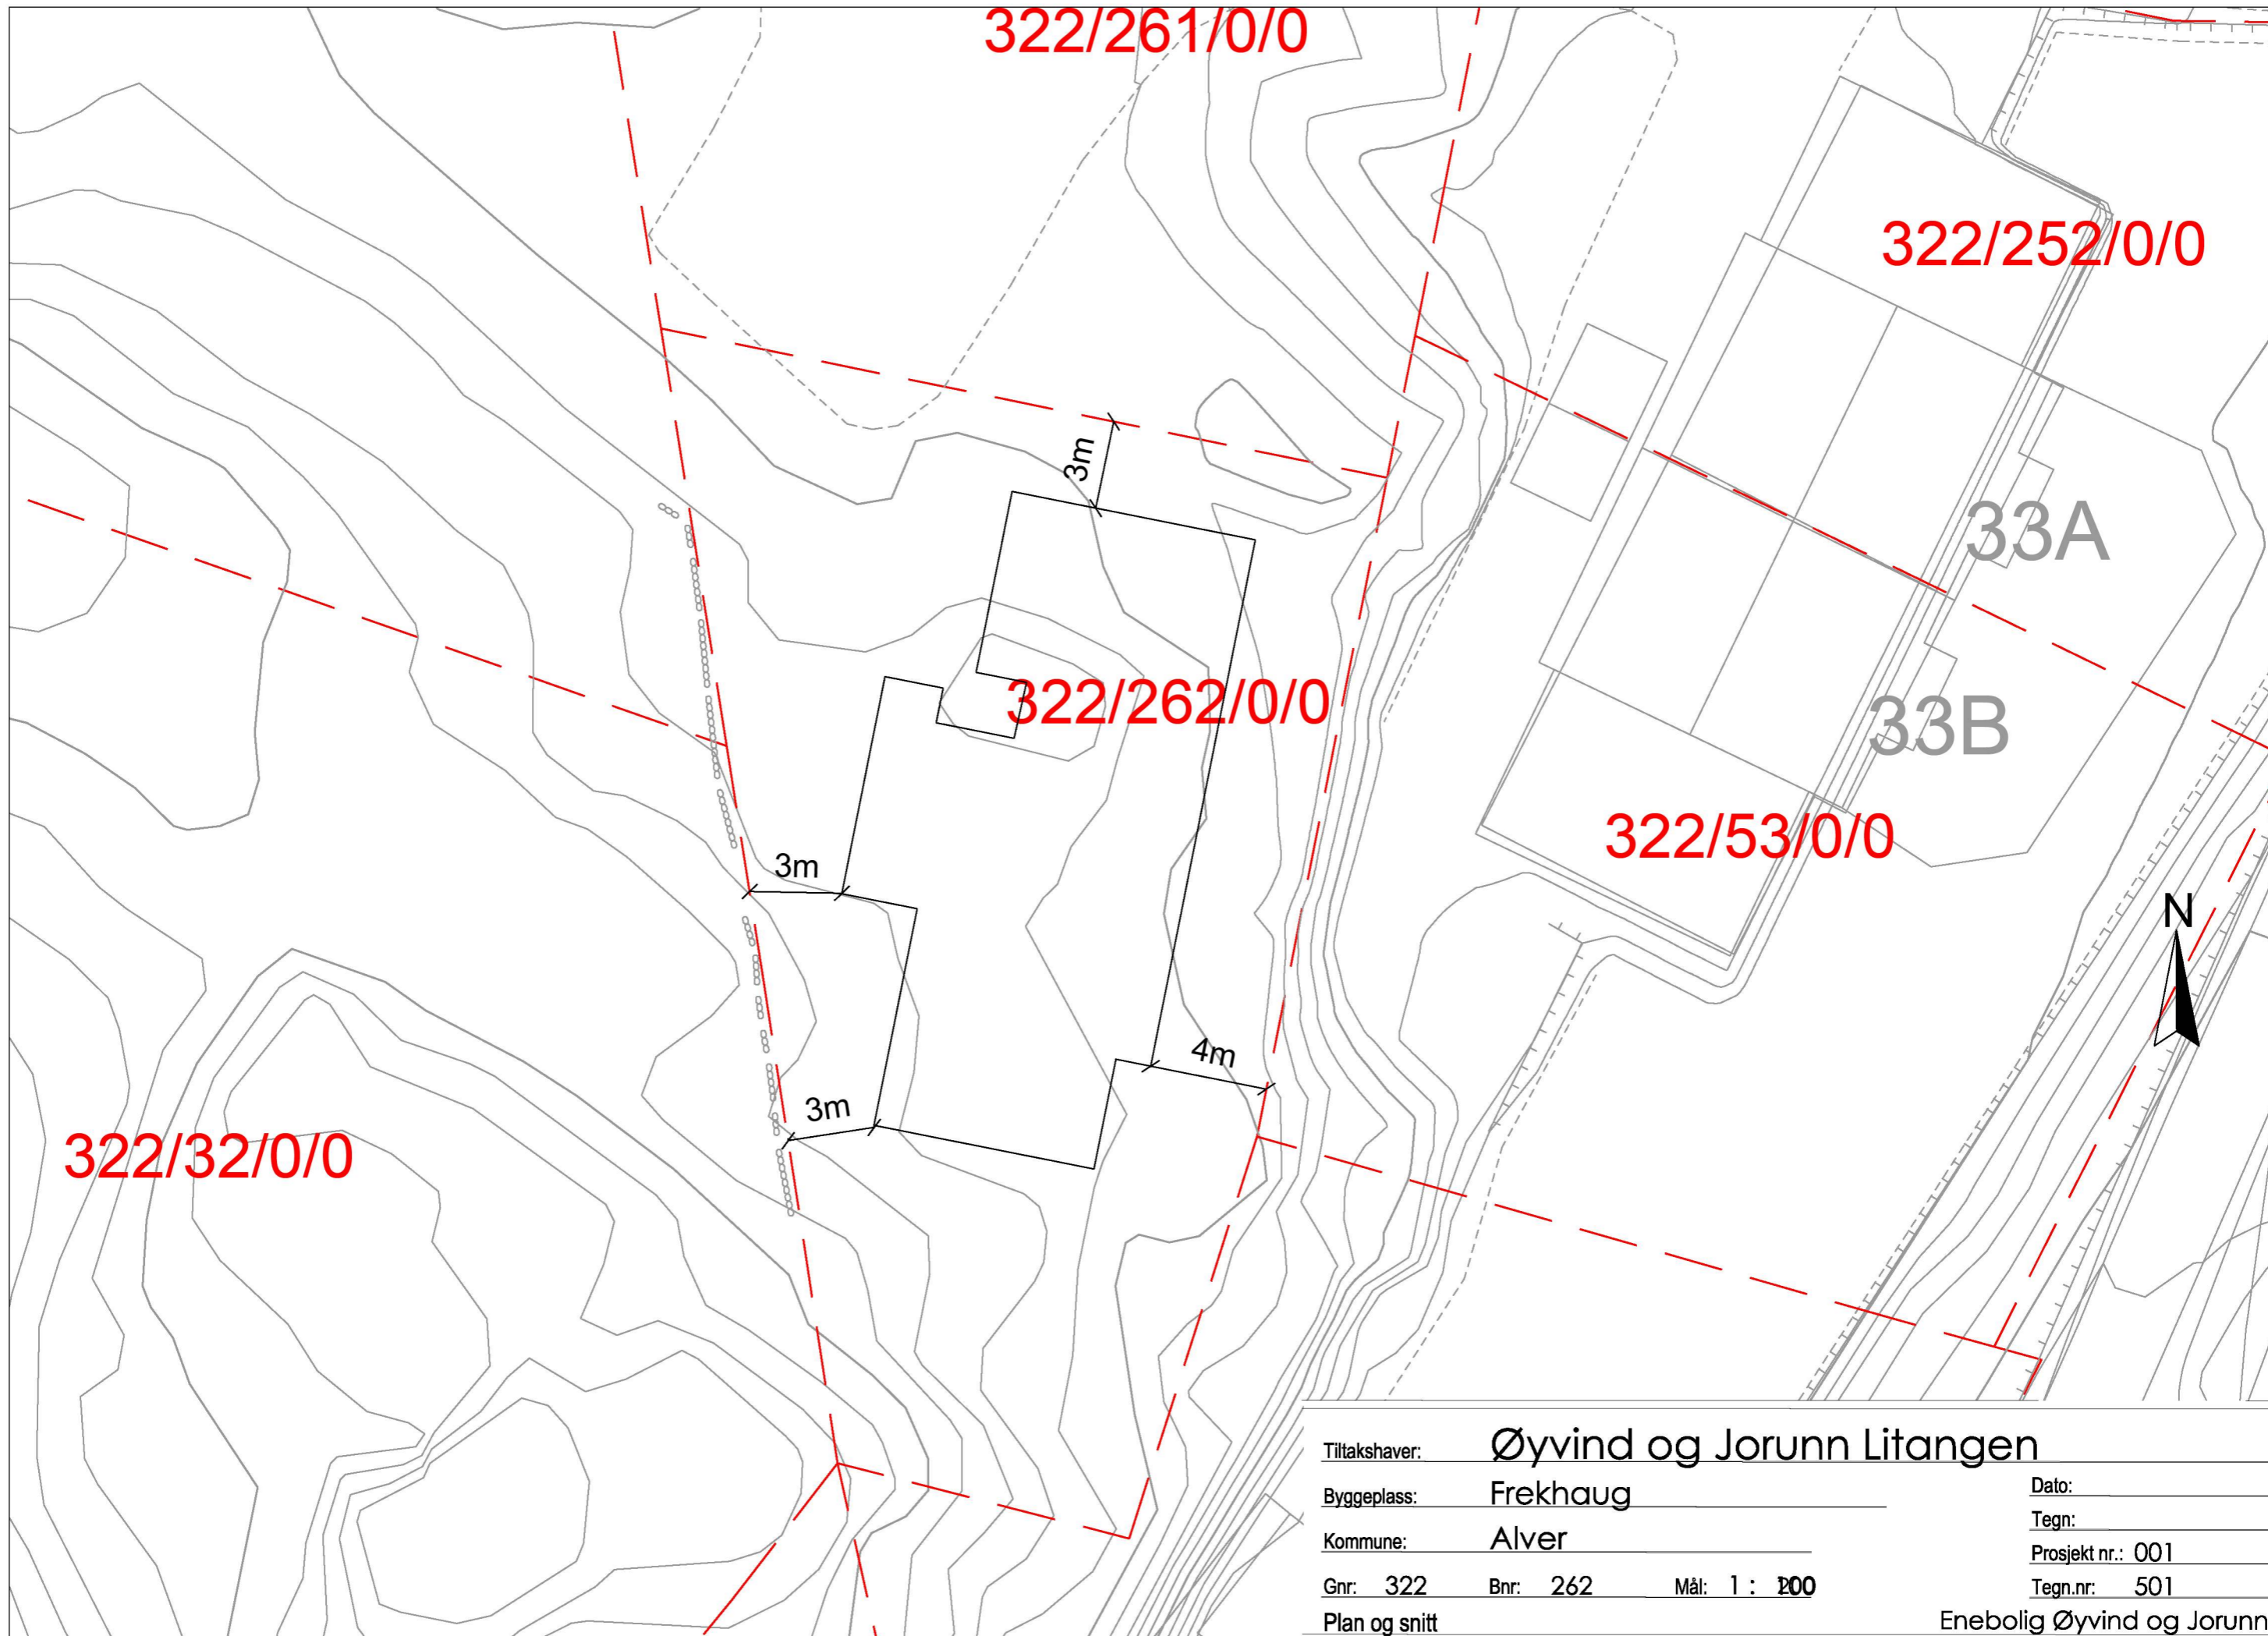 322/261/0/0
322/252/0/0
3m
33A
322/262/0/0
33B
322/53/0/0
3m
N
4m
3m
322/32/0/0
Tiltakshaver: Øyvind og Jorunn Litangen
Byggeplass: Frekhaug
Dato:
Kommune: Alver
Tegn:
Prosjekt nr.: 001
Gnr: 322 Bnr: 262 Mål: 1 :
Tegn.nr: 501
Plan og snitt
Enebolig Øyvind og Jorunn